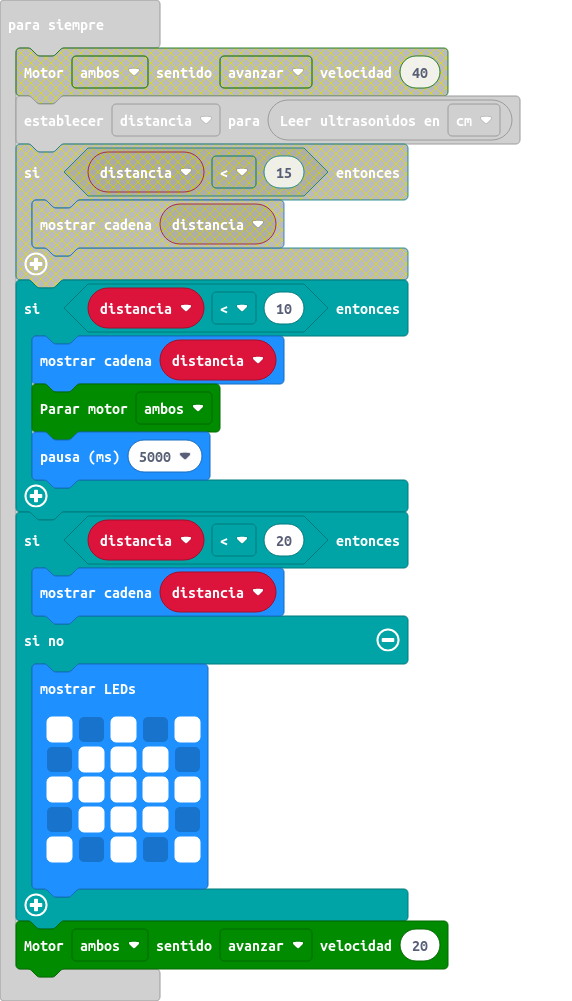 para siempre
Motor ambos sentido avanzar velocidad 40
establecer distancia para Leer ultrasonidos en cm
si distancia < 15 entonces
mostrar cadena distancia
si distancia < 10 entonces
mostrar cadena distancia
Parar motor ambos
pausa (ms) 5000
si distancia < 20 entonces
mostrar cadena distancia
si no
mostrar LEDs
Motor ambos sentido avanzar velocidad 20